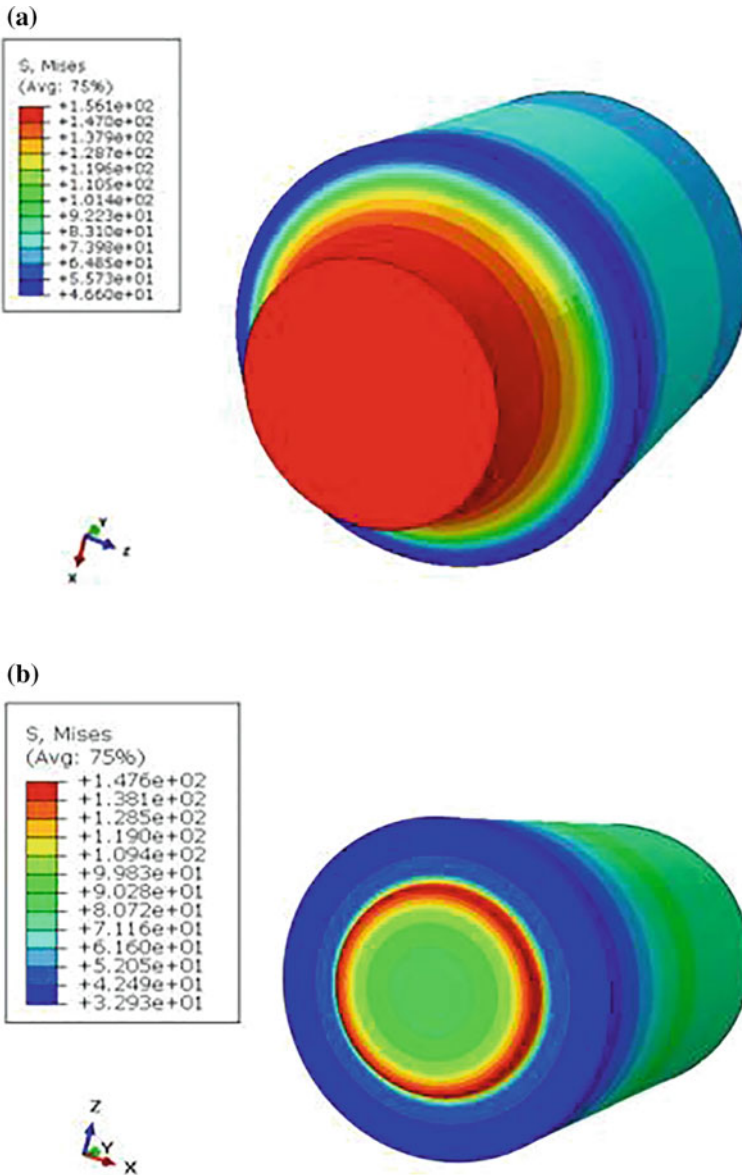 (a)
S, Mises
(Avg: 75%)
+1.561e+02
+1.470e+02
+1.379e+02
+1.287e+02
+1.196e+02
+1.105e+02
+1.014e+02
+9.223e+01
+8.310e+01
+7.398e+01
+6.485e+01
+5.573e+01
+4.660e+01
Y
Z
X
(b)
S, Mises
(Avg: 75%)
+1.476e+02
+1.381e+02
+1.285e+02
+1.190e+02
+1.094e+02
+9.983e+01
+9.028e+01
+8.072e+01
+7.116e+01
+6.160e+01
+5.205e+01
+4.249e+01
+3.293e+01
Z
Y
X